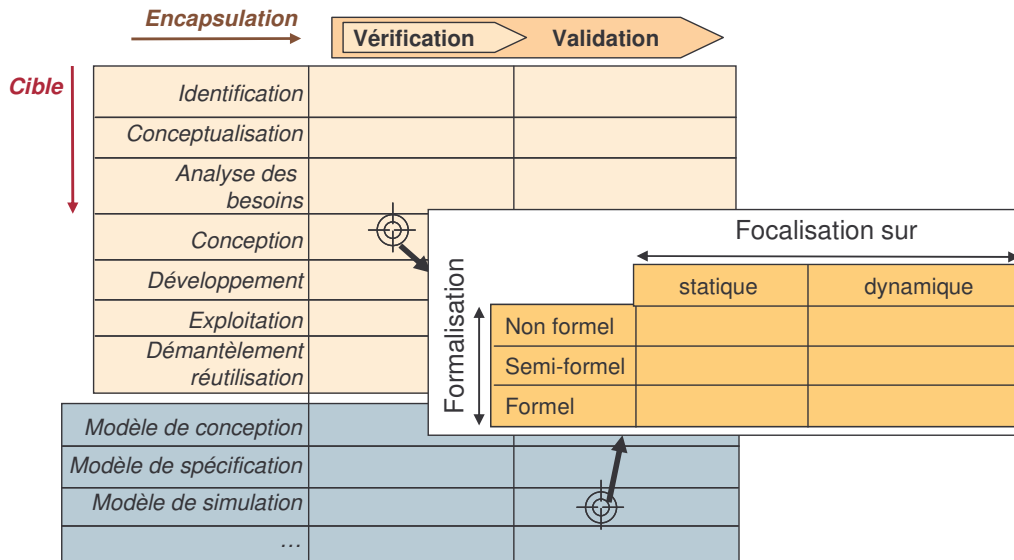 Encapsulation
Vérification
Validation
Cible
Identification
Conceptualisation
Analyse des
besoins
Conception
Développement
Exploitation
Démantèlement
réutilisation
Focalisation sur
statique
dynamique
Formalisation
Non formel
Semi-formel
Formel
Modèle de conception
Modèle de spécification
Modèle de simulation
…